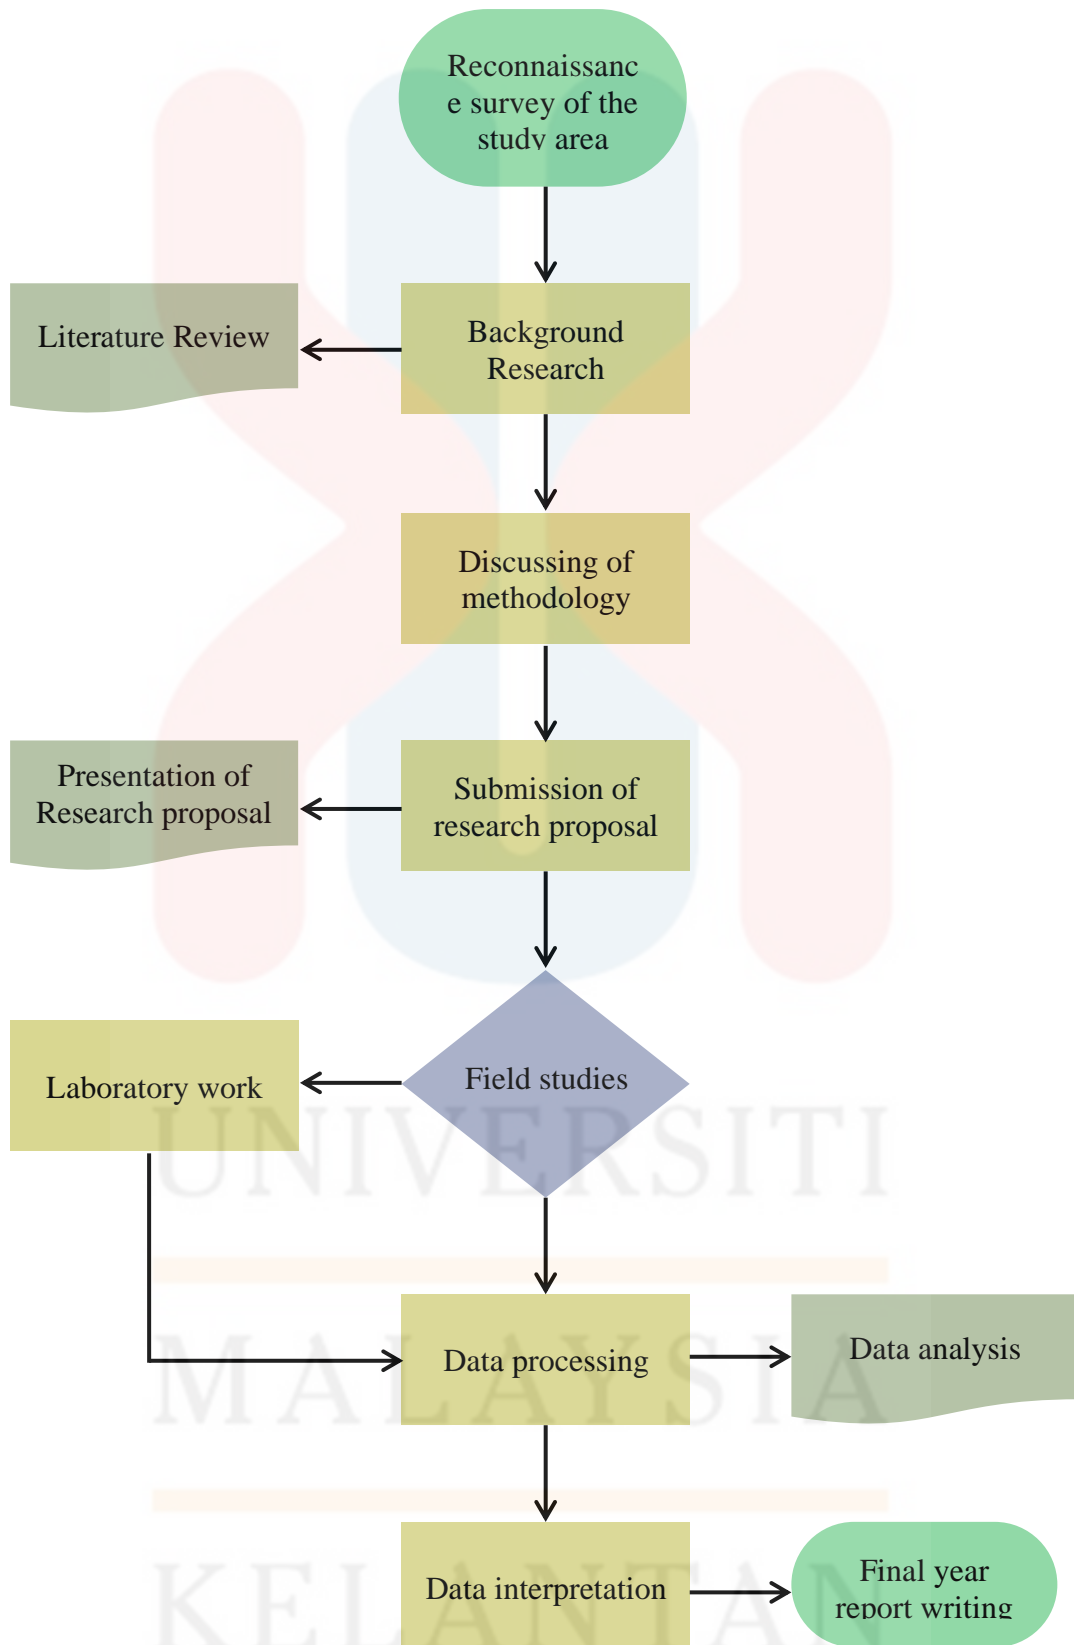 Reconnaissanc
e survey of the
study area
Literature Review
Background
Research
Discussing of
methodology
Presentation of
Research proposal
Submission of
research proposal
Field studies
Laboratory work
UNIVERSITI
Data processing
Data analysis
MALAYSIA
Data interpretation
Final year
report writing
KELANTAN